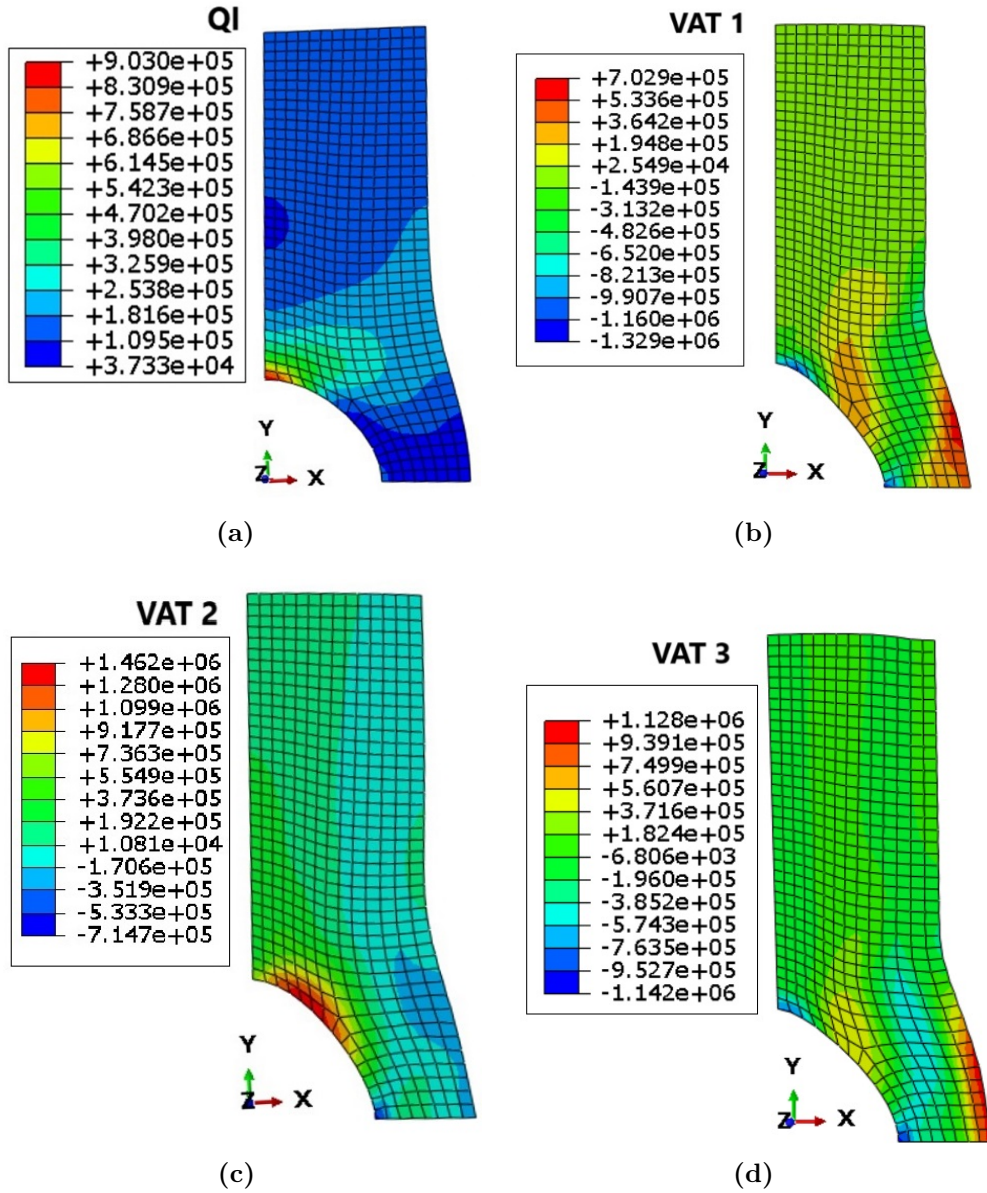 QI
+9.030e+05
+8.309e+05
+7.587e+05
+6.866e+05
+6.145e+05
+5.423e+05
+4.702e+05
+3.980e+05
+3.259e+05
+2.538e+05
+1.816e+05
+1.095e+05
+3.733e+04
Y
Z
X
(a)
VAT 1
+7.029e+05
+5.336e+05
+3.642e+05
+1.948e+05
+2.549e+04
-1.439e+05
-3.132e+05
-4.826e+05
-6.520e+05
-8.213e+05
-9.907e+05
-1.160e+06
-1.329e+06
Y
Z
X
(b)
VAT 2
+1.462e+06
+1.280e+06
+1.099e+06
+9.177e+05
+7.363e+05
+5.549e+05
+3.736e+05
+1.922e+05
+1.081e+04
-1.706e+05
-3.519e+05
-5.333e+05
-7.147e+05
Y
Z
X
(c)
VAT 3
+1.128e+06
+9.391e+05
+7.499e+05
+5.607e+05
+3.716e+05
+1.824e+05
-6.806e+03
-1.960e+05
-3.852e+05
-5.743e+05
-7.635e+05
-9.527e+05
-1.142e+06
Y
Z
X
(d)